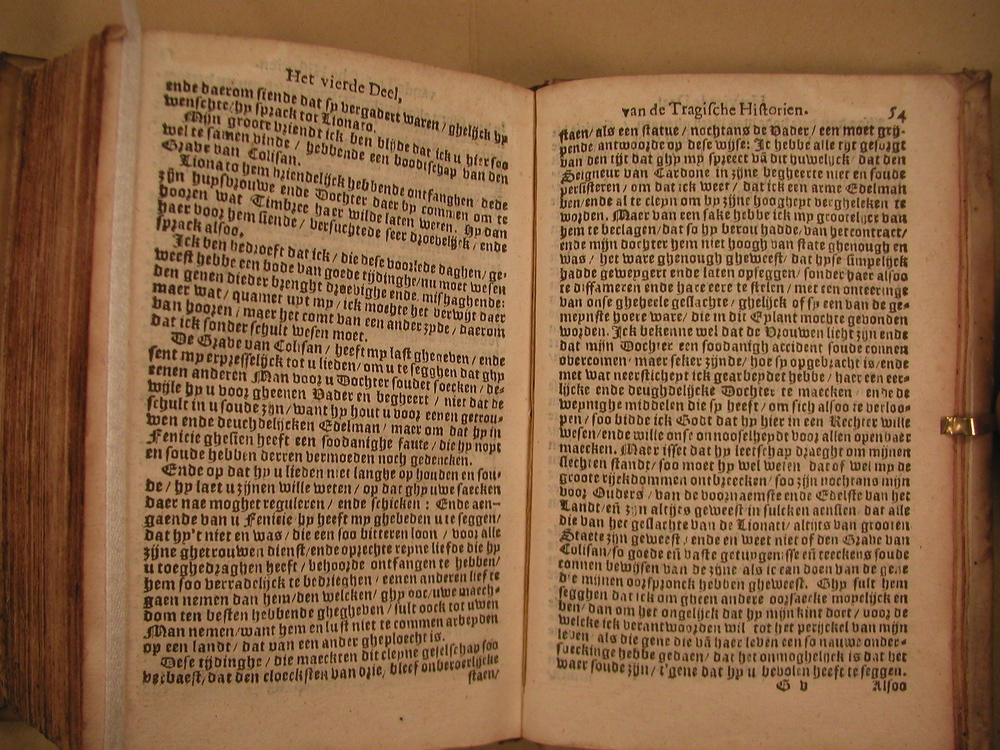 Het vierde Deel,
ende daerom siende dat sy vergadert waren / ghelijck hy
wenschte / hy sprack tot Lionato.
Mijn groote vriendt ick ben blijde dat ick u hier soo
wel te samen vinde / hebbende een boodtschap van den
Grave van Colisan.
Lionato hem vriendelijck hebbende ontfanghen / dede
zijn huysvrouwe ende Dochter daer by commen om te
hooren wat Timbree haer wilde laten weten. Hy dan
haer voor hem siende / versuchtede seer droevelijck / ende
sprack alsoo.
Ick ben bedroeft dat ick / die dese voorlede daghen / ge-
weest hebbe een bode van goede tijdinghe / nu moet wesen
den genen dieder brenght droevighe ende mishaghende:
maer wat / quamet uyt my / ick mochte het verwijt daer
van hooren / maer het comt van een ander zyde / daerom
dat ick sonder schult wesen moet.
De Grave van Colisan / heeft my last ghegeven / ende
sent my expresselijck tot u lieden / om u te segghen dat ghy
eenen anderen Man voor u Dochter soudet soecken / de-
wijle hy u voor gheenen Vader en begheert / niet dat de
schult in u soude zijn / want hy hout u voor eenen getrou-
wen ende deuchdelijcken Edelman / maer om dat hy in
Fenicie ghesien heeft een soodanighe faute / die hy noyt
en soude hebben derren vermoeden noch gedencken.
Ende op dat hy u lieden niet langhe op houden en sou-
de / hy laet u zijnen wille weten / op dat ghy uwe saecken
daer nae moghet reguleren / ende schicken : Ende aen-
gaende van u Fenicie hy heeft my ghebeden u te seggen /
dat hy't niet en was / die een soo bitteren loon / voor alle
zijne ghetrouwen dienst / ende oprechte reyne liefde die hy
u toeghedraghen heeft / behoorde ontfangen te hebben /
hem soo verradelijck te bedrieghen / eenen anderen lief te
gaen nemen dan hem / den welcken / ghy ooc / uwe maech-
dom ten besten hebbende ghegheven / sult oock tot uwen
Man nemen / want hem en lust niet te commen arbeyden
op een landt / dat van een ander gheploecht is.
Dese tijdinghe / die maeckten dit cleyne geselschap soo
verbaest / dat den cloecksten van drie, bleef onberoerlijcke
staen /
van de Tragische Historien. 54
staen / als een statue / nochtans de Vader / een moet grij-
pende antwoorde op dese wijse: Ic hebbe alle tijt gesorgt
van den tijt dat ghy my spreect vā dit huwelijck / dat den
Seigneur van Cardone in zijne begheerte niet en soude
persisteren / om dat ick weet / dat ick een arme Edelman
ben / ende al te cleyn om by zijne hoogheyt vergheleken te
worden. Maer van een sake hebbe ick my grootelijcx van
hem te beclagen / dat so hy berou hadde / van het contract /
ende mijn dochter hem niet hoogh van state ghenough en
was / het ware ghenough gheweest / dat hyse simpelijck
hadde geweygert ende laten opseggen / sonder haer alsoo
te diffameren ende haer eere te stelen / met een onteeringe
van onse gheheele geslachte / ghelijck of sy een van de ge-
meynste hoere ware / die in dit Eylant mochte gevonden
worden. Ick bekenne wel dat de Vrouwen licht zijn ende
dat mijn Dochter een soodanigh accident soude connen
overcomen / maer seker zijnde / hoe sy opgebracht is / ende
met wat neersticheyt ick gearbeydet hebbe / haer een eer-
lijcke ende deughdelijcke Dochter te maecken / ende de
weynighe middelen die sy heeft / om sich alsoo te verloo-
pen / soo bidde ick Godt dat hy hier in een Rechter wille
wesen / ende wille onse onnooselheydt voor allen openbaer
maecken. Maer isset dat hy leetschap draeght om mijnen
slechten standt / soo moet hy wel weten dat of wel my de
groote rijckdommen ontbreecken / soo zijn nochtans mijn
voor Ouders / van de voornaemste ende Edelste van het
Landt / eñ zijn altijts geweest in sulcken aensien / dat alle
die van het geslachte van de Lionati / altijts van grooten
Staete zijn geweest / ende en weet niet of den Grave van
Colisan / so goede eñ vaste getuygenisse eñ teeckens soude
connen bewijsen van de zijne als ic can doen van de gene
d'e mijnen oorspronck hebben gheweest. Ghy sult hem
segghen dat ick om gheen andere oorsaecke moyelijck en
ben / dan om het ongelijck dat hy mijn kint doet / voor de
welcke ick verantwoorden wil tot het perijckel van mijn
leven als die gene die vā haer leven een so nauwe onder-
soeckinge hebbe gedaen / dat het onmoghelijck is dat het
waer soude zijn / t'gene dat hy u bevolen heeft te seggen.
G v Alsoo